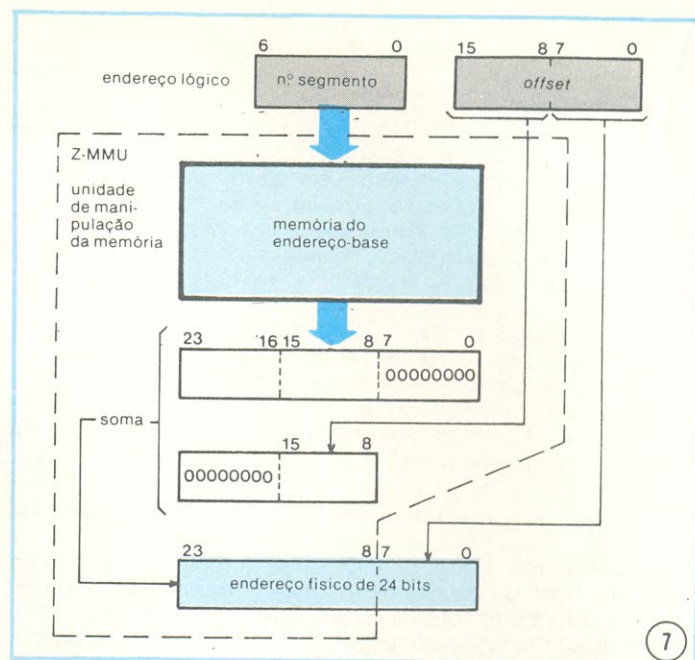 6 0 15 8 7 0
endereço lógico nº segmento offset
Z-MMU
unidade
de mani-
pulação
da memória
memória do
endereço-base
23 16 15 8 7 0
00000000
soma
15 8
00000000
23 8 7 0
endereço físico de 24 bits
7